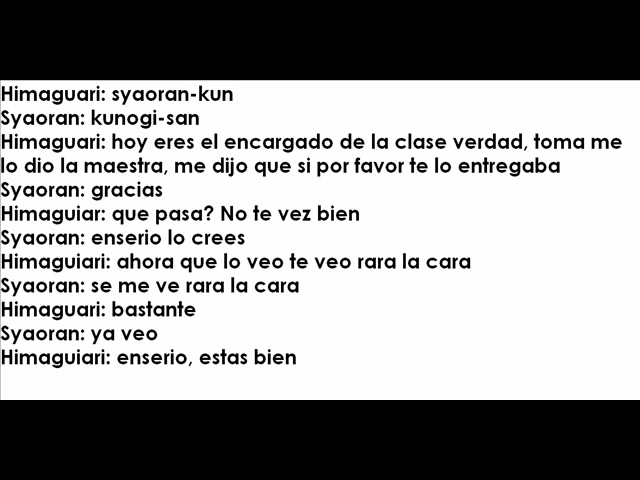 Himaguari: syaoran-kun
Syaoran: kunogi-san
Himaguari: hoy eres el encargado de la clase verdad, toma me
lo dio la maestra, me dijo que si por favor te lo entregaba
Syaoran: gracias
Himaguiar: que pasa? No te vez bien
Syaoran: enserio lo crees
Himaguiari: ahora que lo veo te veo rara la cara
Syaoran: se me ve rara la cara
Himaguari: bastante
Syaoran: ya veo
Himaguiari: enserio, estas bien